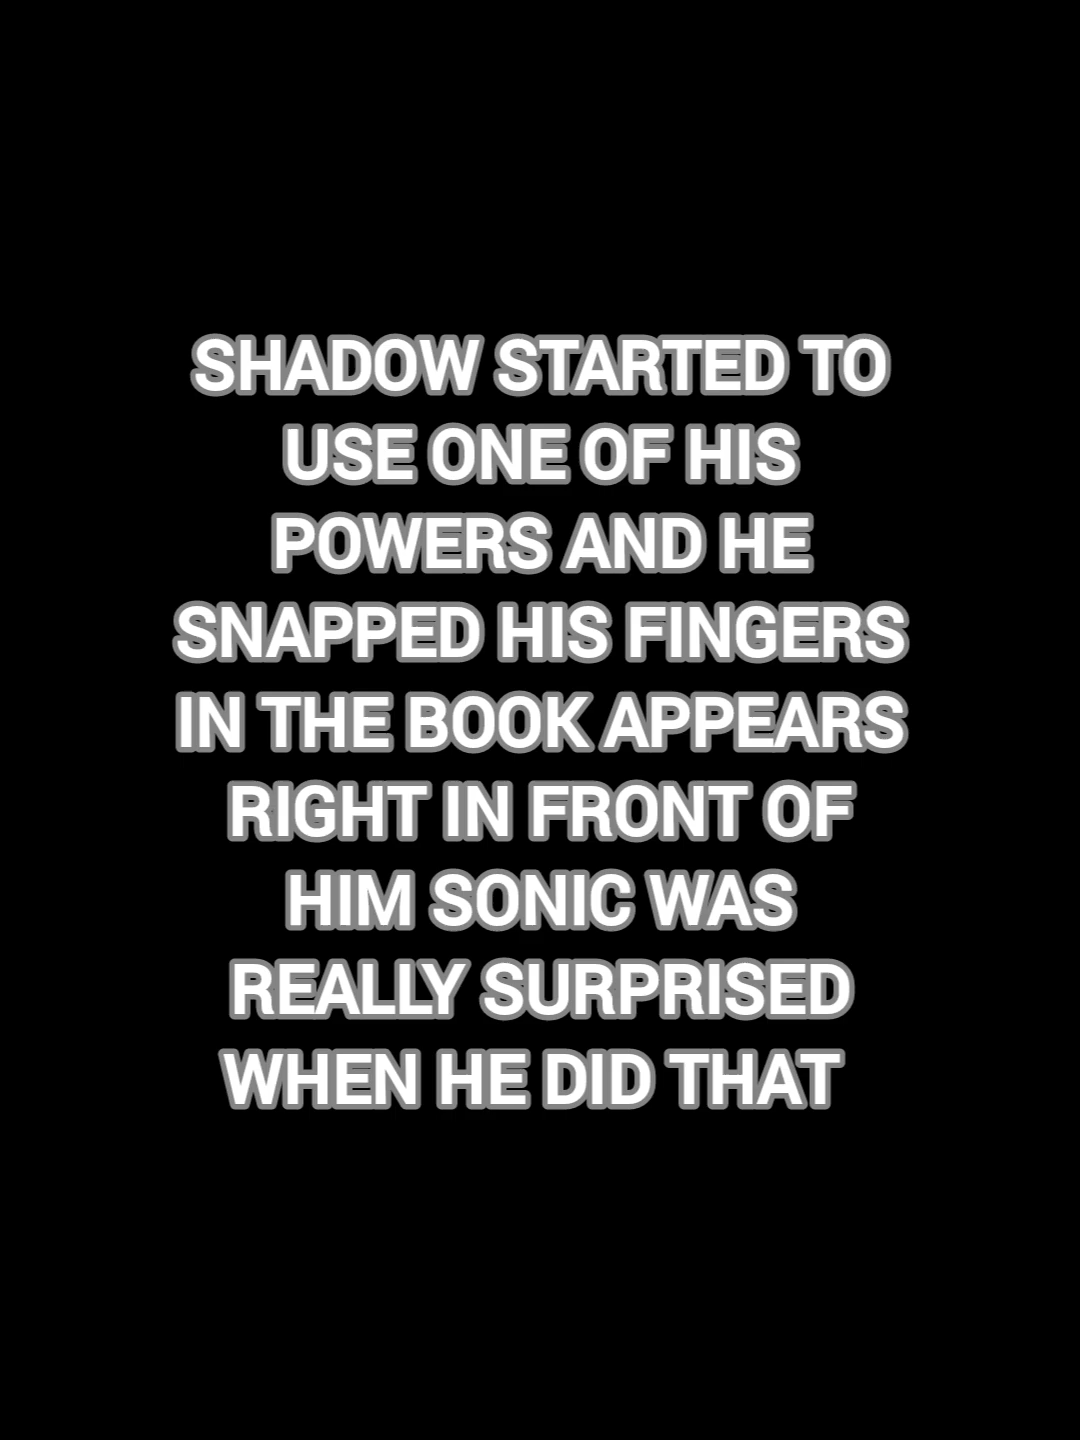 SHADOW STARTED TO
USE ONE OF HIS
POWERS AND HE
SNAPPED HIS FINGERS
IN THE BOOK APPEARS
RIGHT IN FRONT OF
HIM SONIC WAS
REALLY SURPRISED
WHEN HE DID THAT